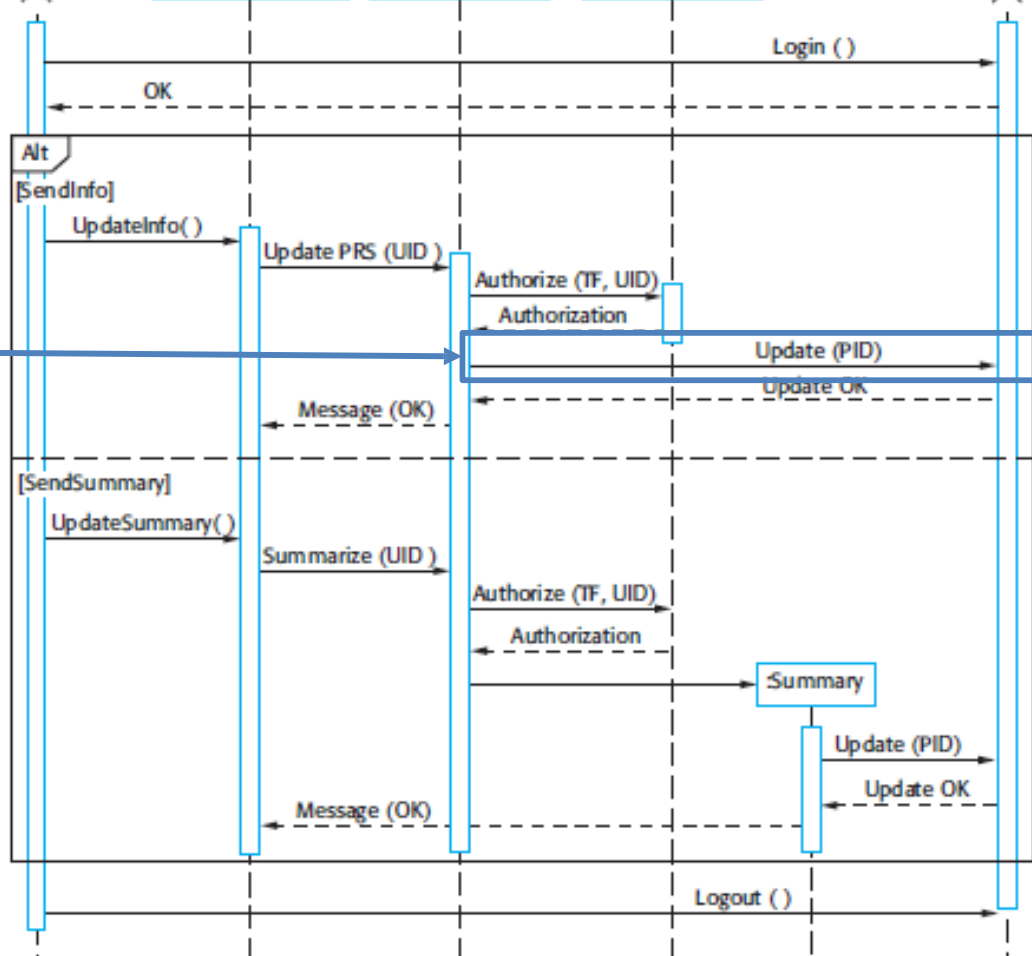 Login ( )
OK
Alt
[SendInfo]
UpdateInfo( )
Update PRS (UID )
Authorize (TF, UID)
Authorization
Update (PID)
Update OK
Message (OK)
[SendSummary]
UpdateSummary( )
Summarize (UID )
Authorize (TF, UID)
Authorization
:Summary
Update (PID)
Update OK
Message (OK)
Logout ( )